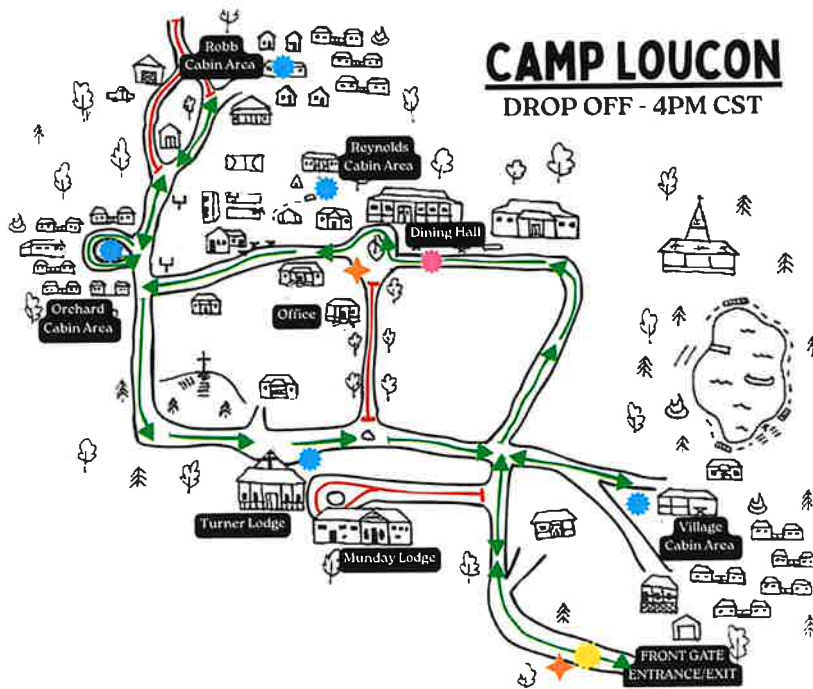 CAMP LOUCON
DROP OFF - 4PM CST
Robb
Cabin Area
Reynolds
Cabin Area
Dining Hall
Orchard
Cabin Area
Office
Turner Lodge
Munday Lodge
Village
Cabin Area
FRONT GATE
ENTRANCE/EXIT